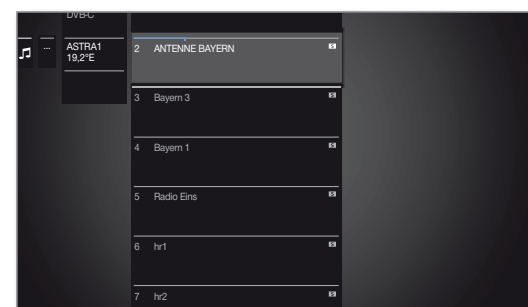 DVB-C
...
ASTRA1
19,2°E
2 ANTENNE BAYERN S
3 Bayern 3 S
4 Bayern 1 S
5 Radio Eins S
6 hr1 S
7 hr2 S